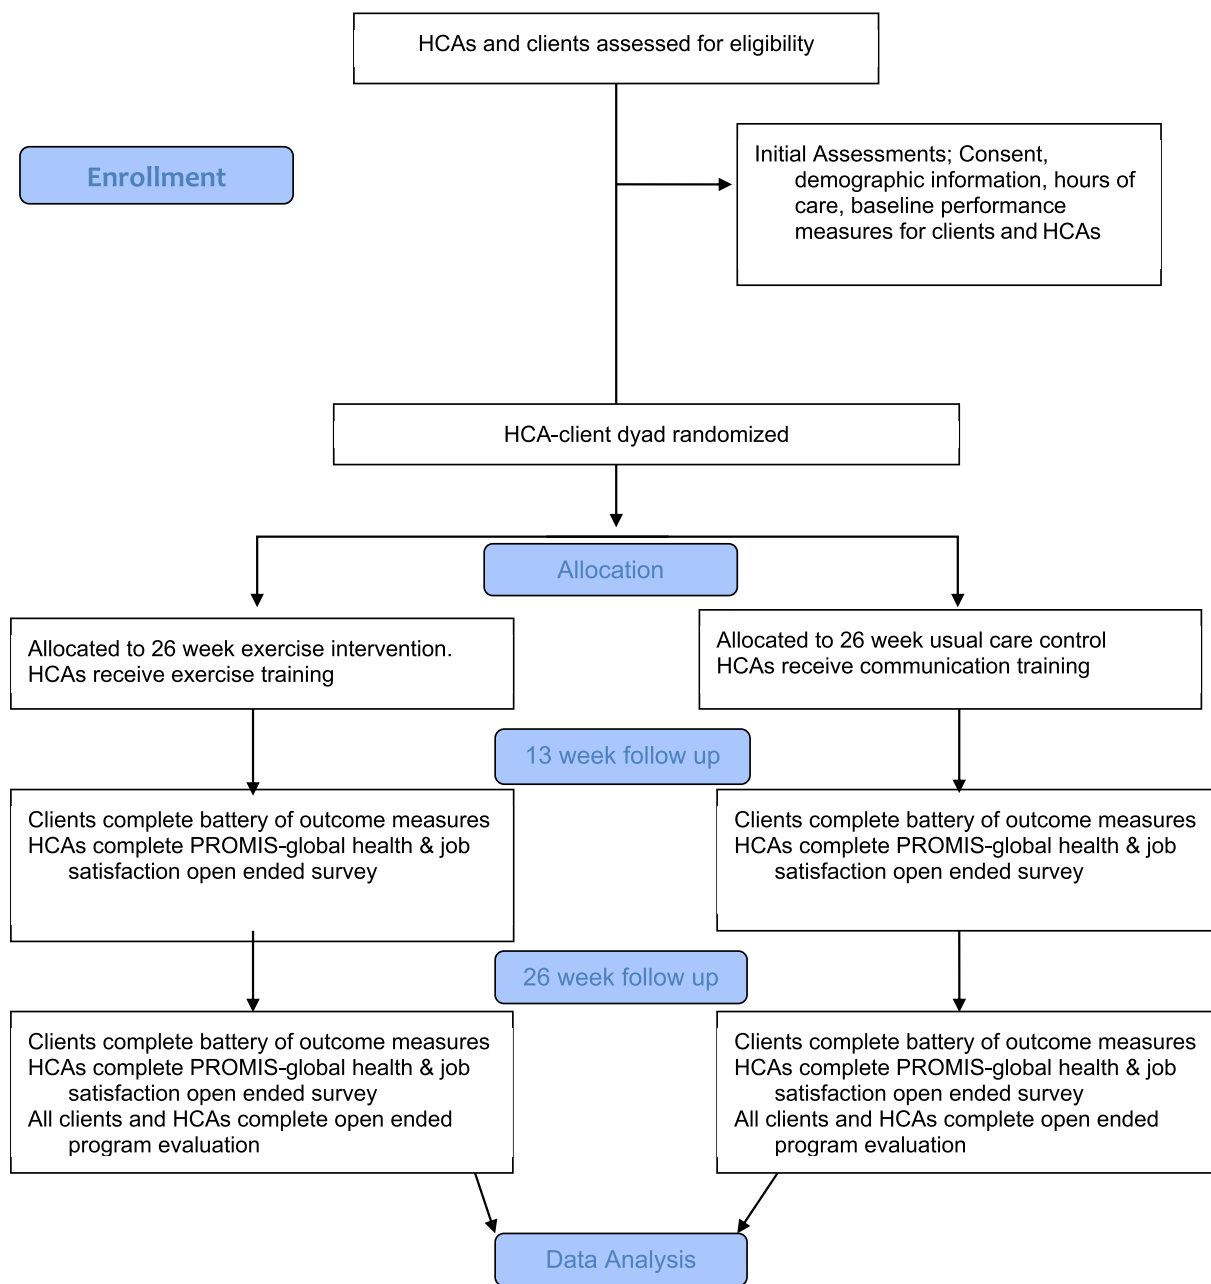 HCAs and clients assessed for eligibility
Enrollment
Initial Assessments; Consent,
demographic information, hours of
care, baseline performance
measures for clients and HCAs
HCA-client dyad randomized
Allocation
Allocated to 26 week exercise intervention.
HCAs receive exercise training
Allocated to 26 week usual care control
HCAs receive communication training
13 week follow up
Clients complete battery of outcome measures
HCAs complete PROMIS-global health & job
satisfaction open ended survey
Clients complete battery of outcome measures
HCAs complete PROMIS-global health & job
satisfaction open ended survey
26 week follow up
Clients complete battery of outcome measures
HCAs complete PROMIS-global health & job
satisfaction open ended survey
All clients and HCAs complete open ended
program evaluation
Clients complete battery of outcome measures
HCAs complete PROMIS-global health & job
satisfaction open ended survey
All clients and HCAs complete open ended
program evaluation
Data Analysis